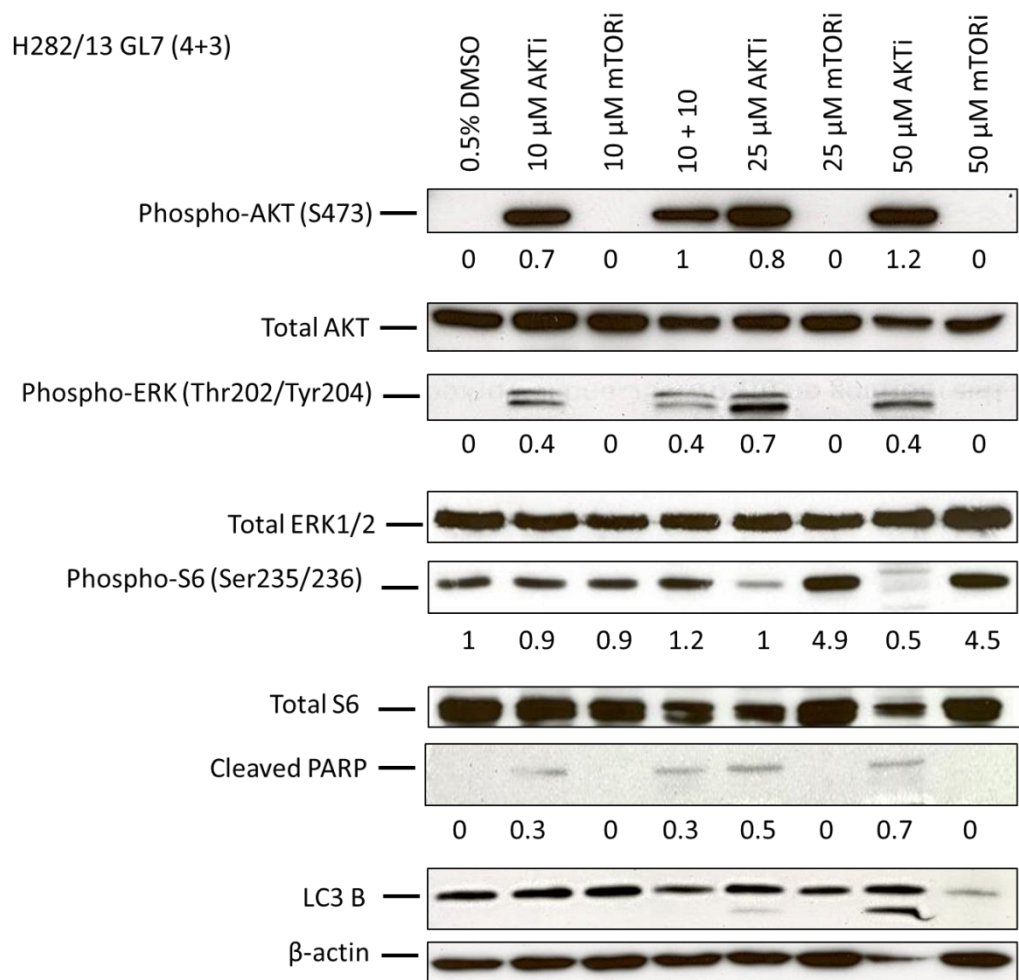 H282/13 GL7 (4+3)
0.5% DMSO
10 µM AKTi
10 µM mTORi
10 + 10
25 µM AKTi
25 µM mTORi
50 µM AKTi
50 µM mTORi
Phospho-AKT (S473)
0 0.7 0 1 0.8 0 1.2 0
Total AKT
Phospho-ERK (Thr202/Tyr204)
0 0.4 0 0.4 0.7 0 0.4 0
Total ERK1/2
Phospho-S6 (Ser235/236)
1 0.9 0.9 1.2 1 4.9 0.5 4.5
Total S6
Cleaved PARP
0 0.3 0 0.3 0.5 0 0.7 0
LC3 B
β-actin